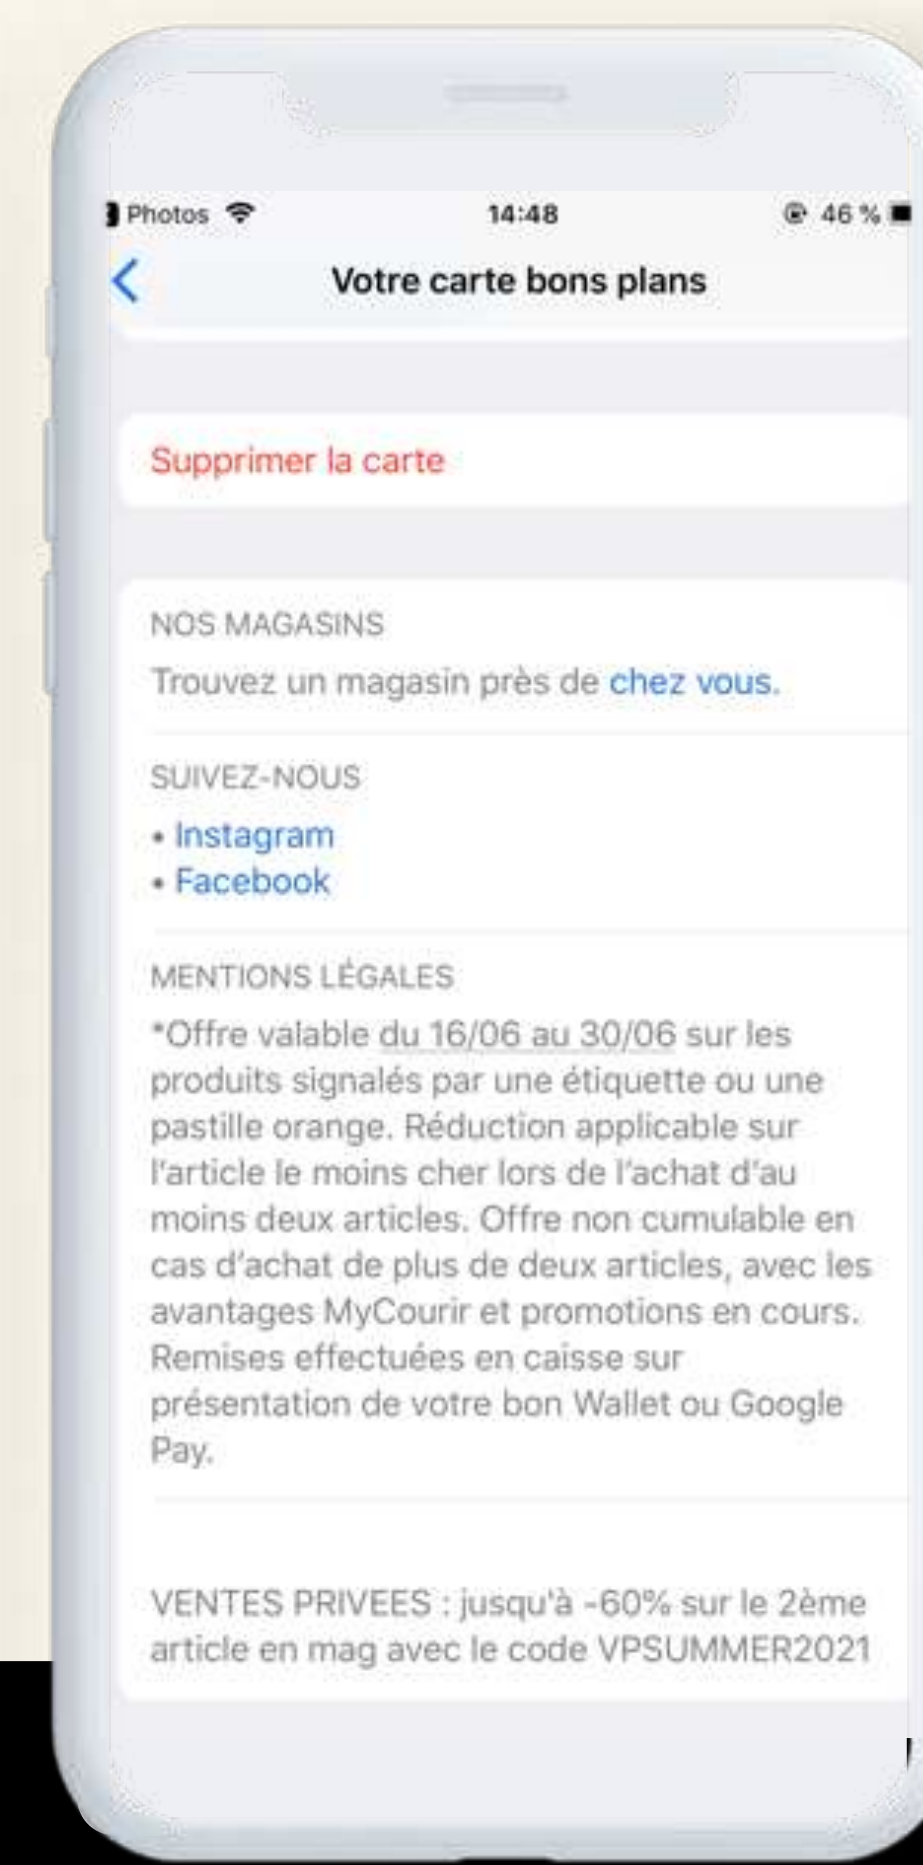 Photos
14:48
46 %
Votre carte bons plans
Supprimer la carte
NOS MAGASINS
Trouvez un magasin près de chez vous.
SUIVEZ-NOUS
• Instagram
• Facebook
MENTIONS LÉGALES
*Offre valable du 16/06 au 30/06 sur les
produits signalés par une étiquette ou une
pastille orange. Réduction applicable sur
l'article le moins cher lors de l'achat d'au
moins deux articles. Offre non cumulable en
cas d'achat de plus de deux articles, avec les
avantages MyCourir et promotions en cours.
Remises effectuées en caisse sur
présentation de votre bon Wallet ou Google
Pay.
VENTES PRIVEES : jusqu'à -60% sur le 2ème
article en mag avec le code VPSUMMER2021